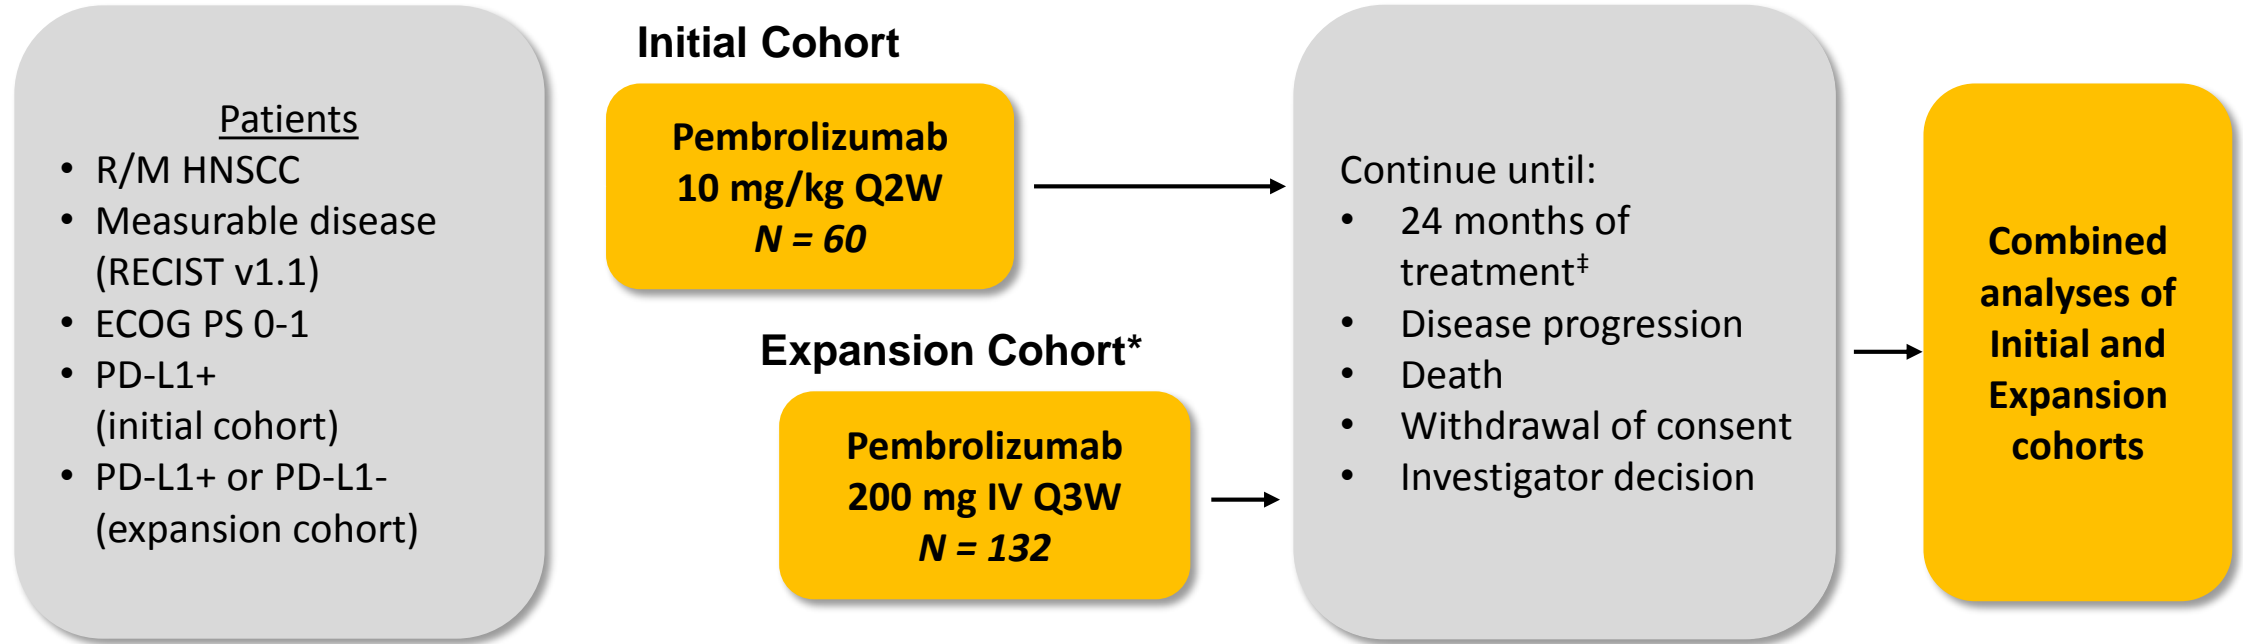 Patients
• R/M HNSCC
• Measurable disease
(RECIST v1.1)
• ECOG PS 0-1
• PD-L1+
(initial cohort)
• PD-L1+ or PD-L1-
(expansion cohort)
Initial Cohort
Pembrolizumab
10 mg/kg Q2W
N = 60
Expansion Cohort*
Pembrolizumab
200 mg IV Q3W
N = 132
Continue until:
• 24 months of
treatment‡
• Disease progression
• Death
• Withdrawal of consent
• Investigator decision
Combined
analyses of
Initial and
Expansion
cohorts